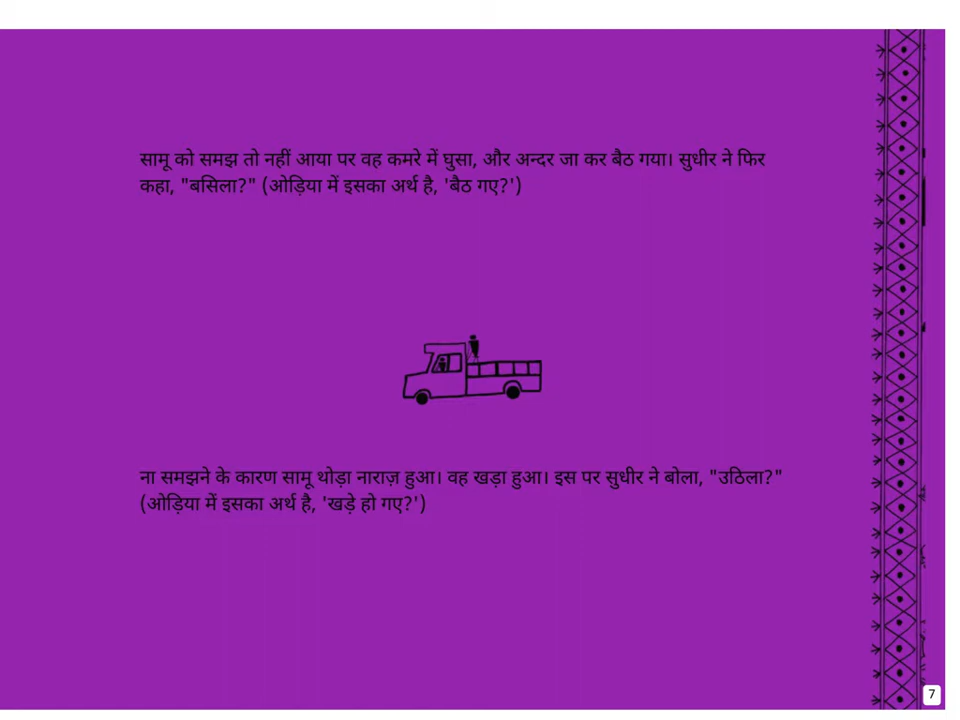 सामू को समझ तो नहीं आया पर वह कमरे में घुसा, और अन्दर जा कर बैठ गया। सुधीर ने फिर
कहा, "बसिला?" (ओड़िया में इसका अर्थ है, 'बैठ गए?')
ना समझने के कारण सामू थोड़ा नाराज़ हुआ। वह खड़ा हुआ। इस पर सुधीर ने बोला, "उठिला?"
(ओड़िया में इसका अर्थ है, 'खड़े हो गए?')
7